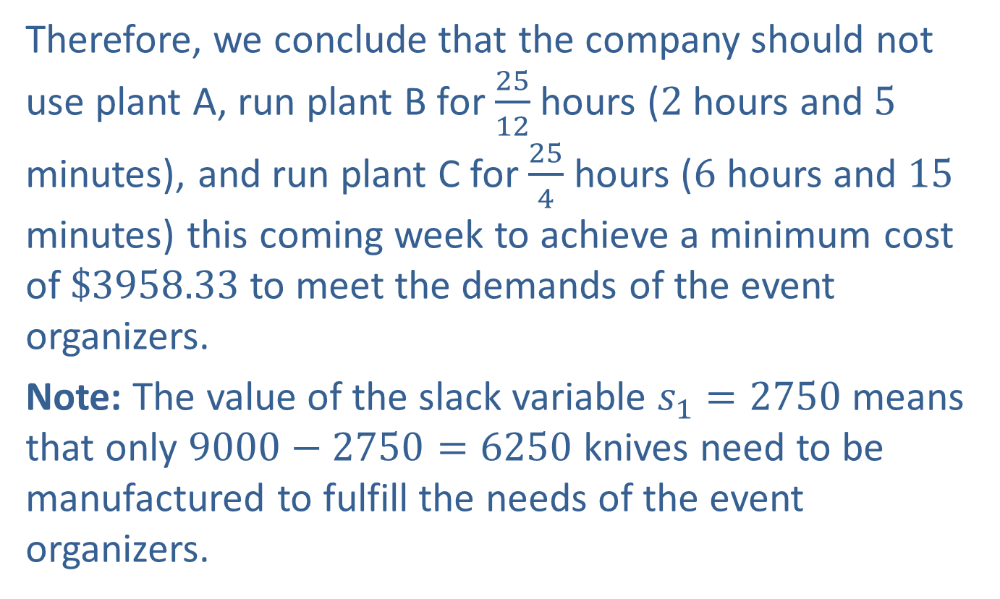 Therefore, we conclude that the company should not
use plant A, run plant B for 25/12 hours (2 hours and 5
minutes), and run plant C for 25/4 hours (6 hours and 15
minutes) this coming week to achieve a minimum cost
of $3958.33 to meet the demands of the event
organizers.
Note: The value of the slack variable s₁ = 2750 means
that only 9000 − 2750 = 6250 knives need to be
manufactured to fulfill the needs of the event
organizers.